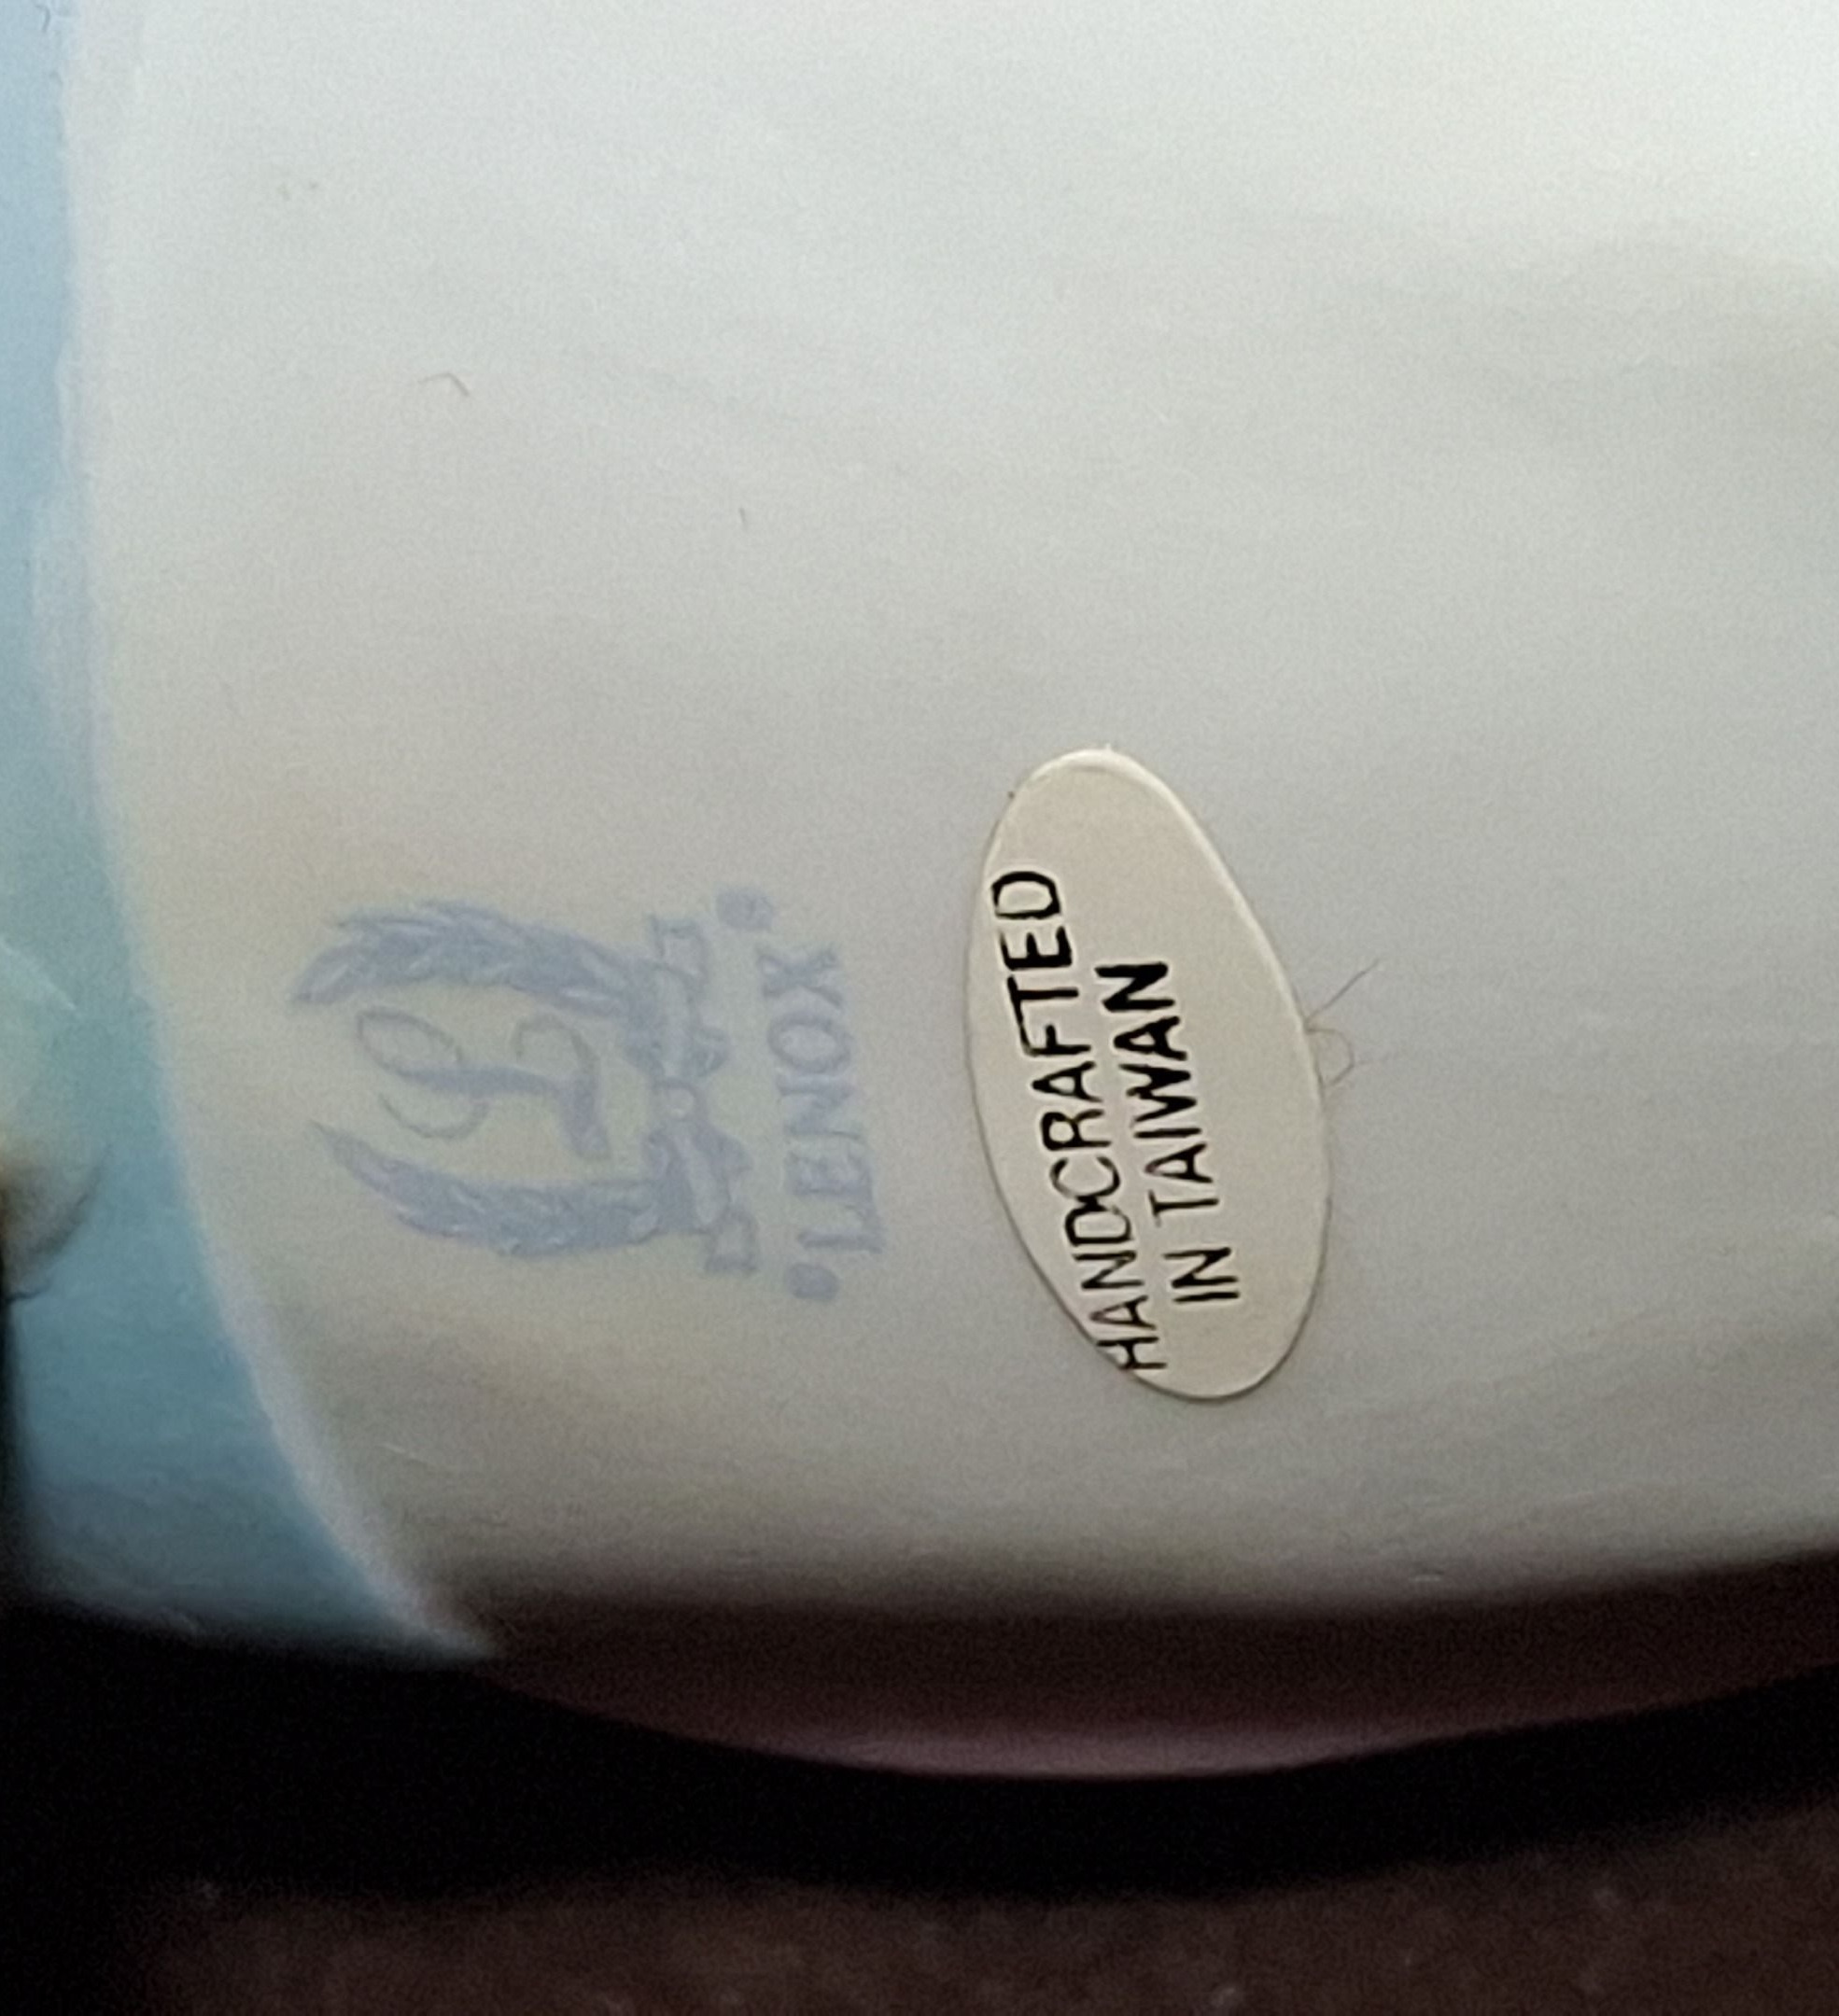 L
®LENOX®
HANDCRAFTED
IN TAIWAN